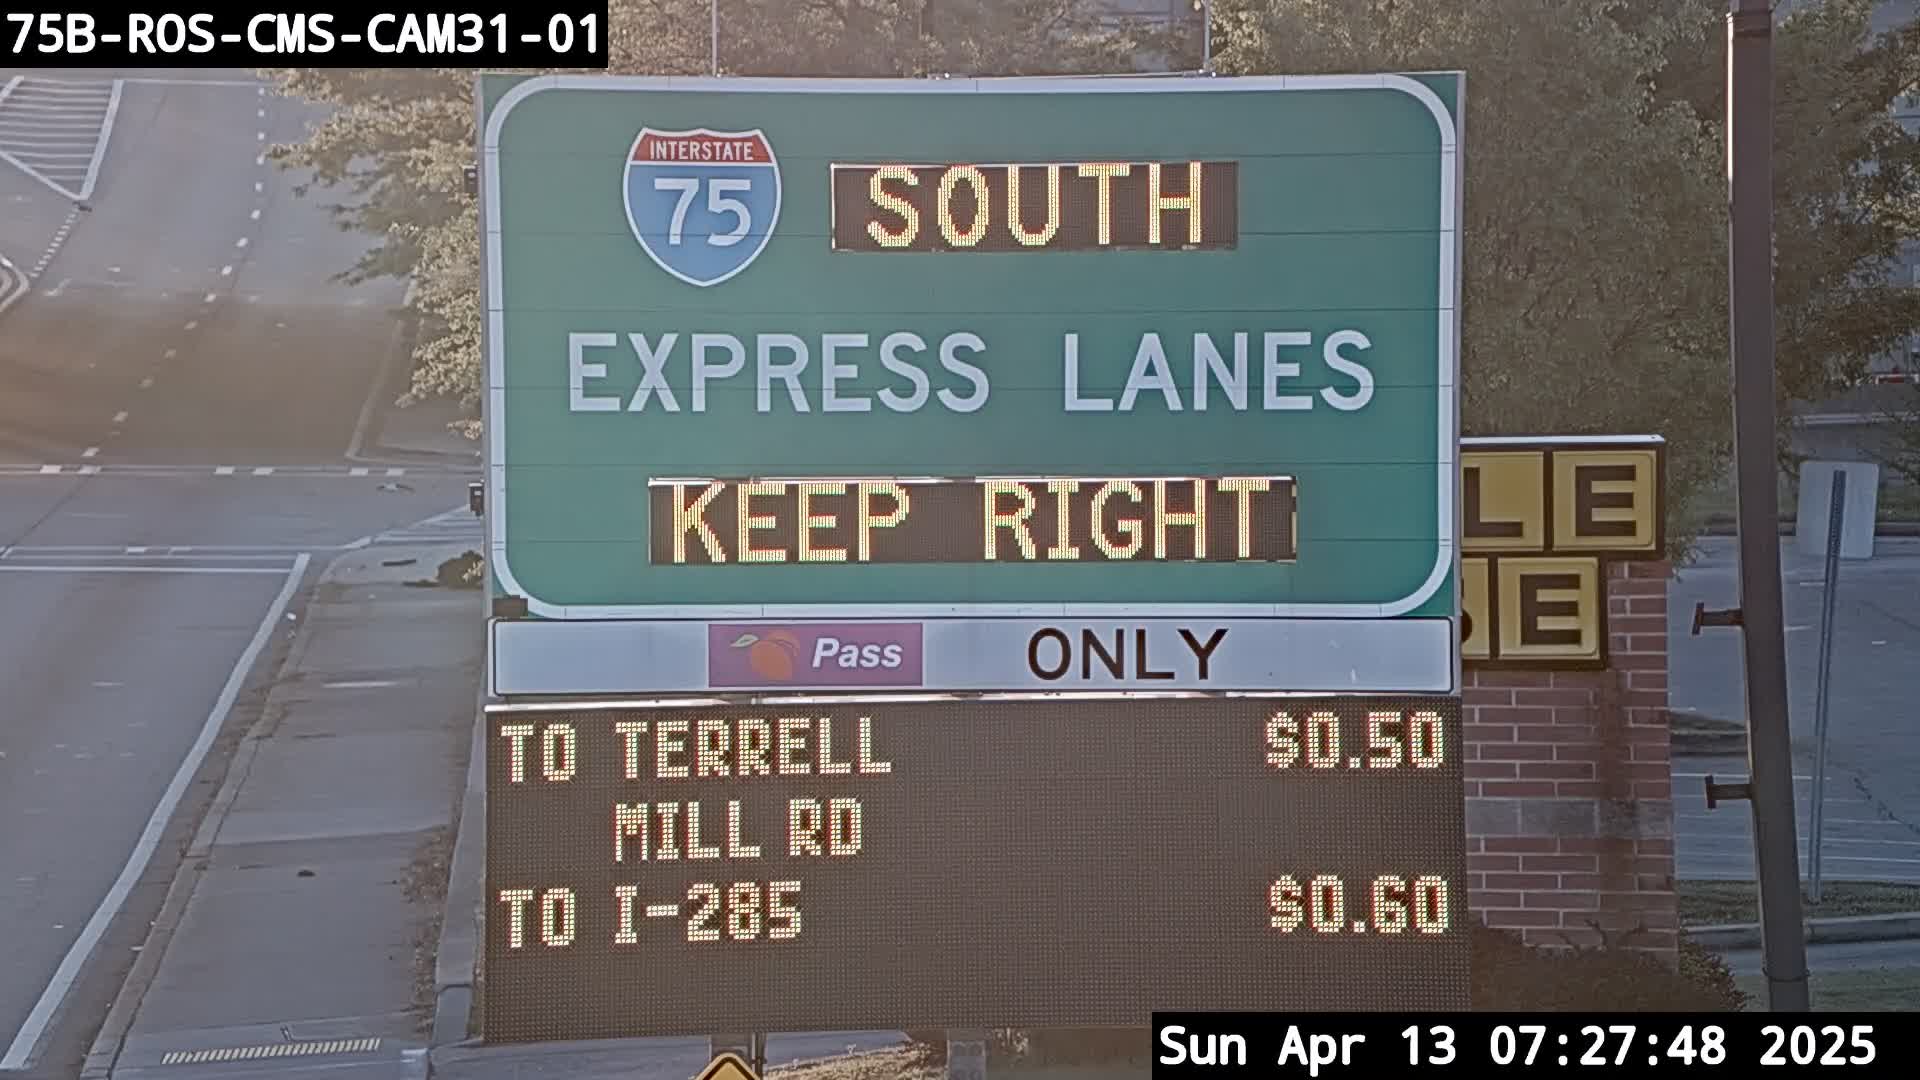 75B-ROS-CMS-CAM31-01
INTERSTATE
75
SOUTH
EXPRESS LANES
KEEP RIGHT
Pass ONLY
TO TERRELL $0.50
MILL RD
TO I-285 $0.60
LE
E
Sun Apr 13 07:27:48 2025